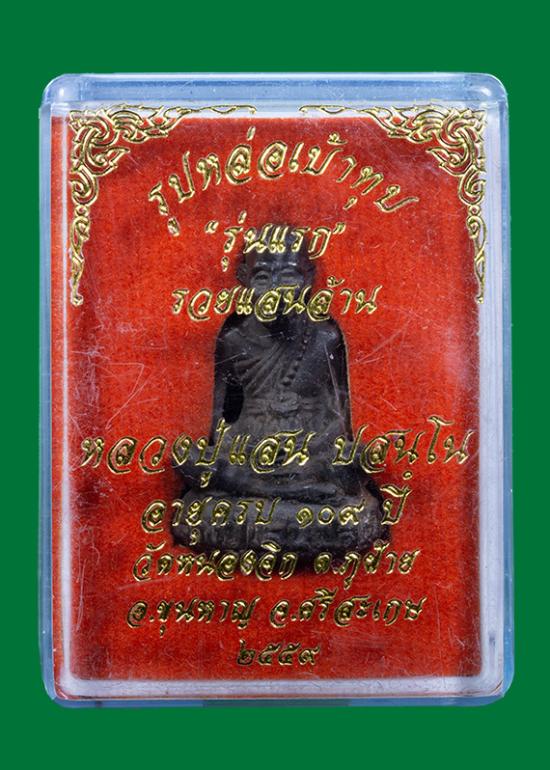 รูปหล่อเบ้าทุบ
"รุ่นแรก"
รวยแสนล้าน
หลวงปู่แสน ปสนฺโน
อายุครบ ๑๐๙ ปี
วัดหนองจิก ต.ภูฝ้าย
อ.ขุนหาญ จ.ศรีสะเกษ
๒๕๕๙